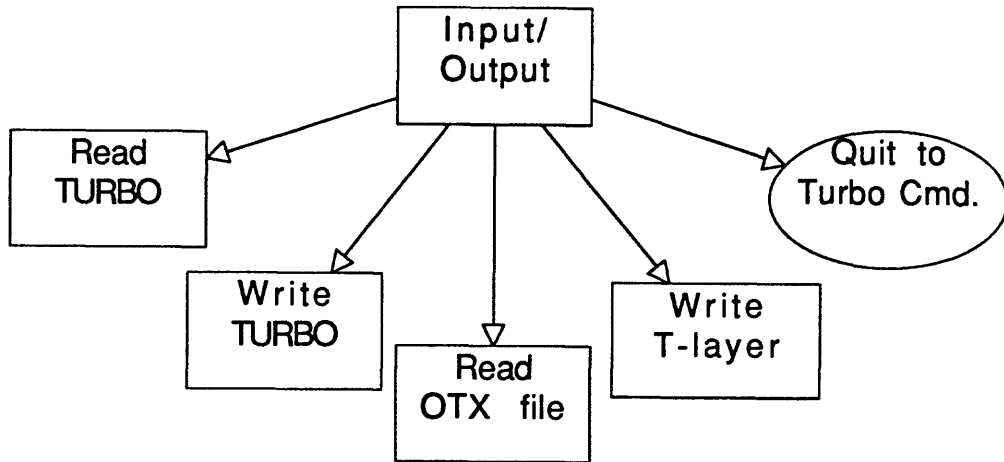 Input/
Output
Read
TURBO
Quit to
Turbo Cmd.
Write
TURBO
Write
T-layer
Read
OTX file